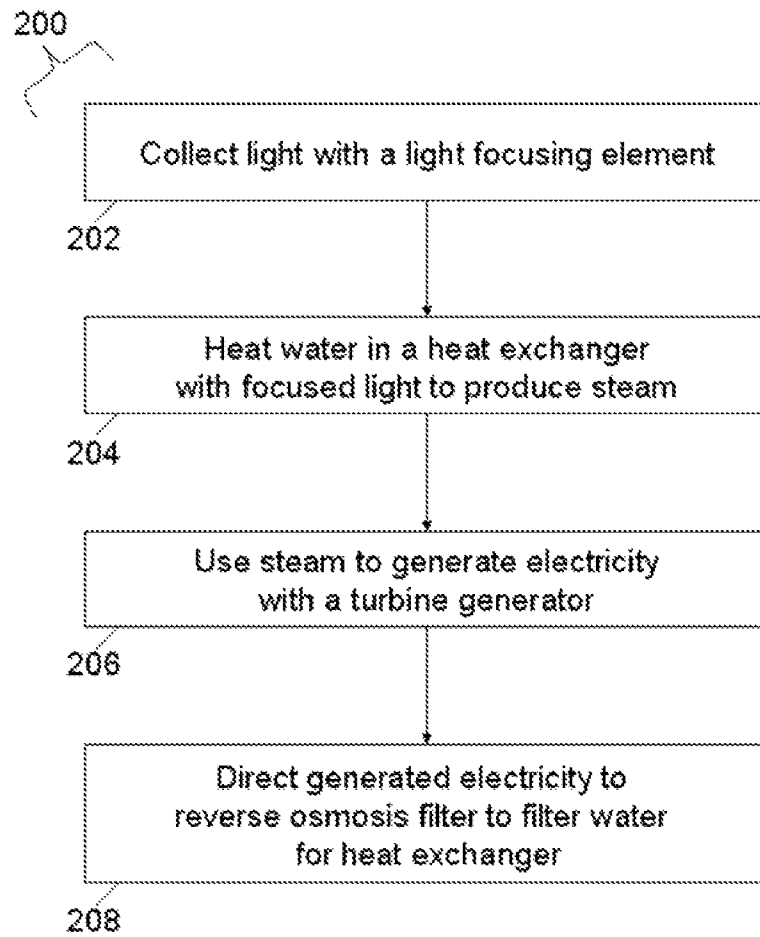 200
Collect light with a light focusing element
202
Heat water in a heat exchanger
with focused light to produce steam
204
Use steam to generate electricity
with a turbine generator
206
Direct generated electricity to
reverse osmosis filter to filter water
for heat exchanger
208